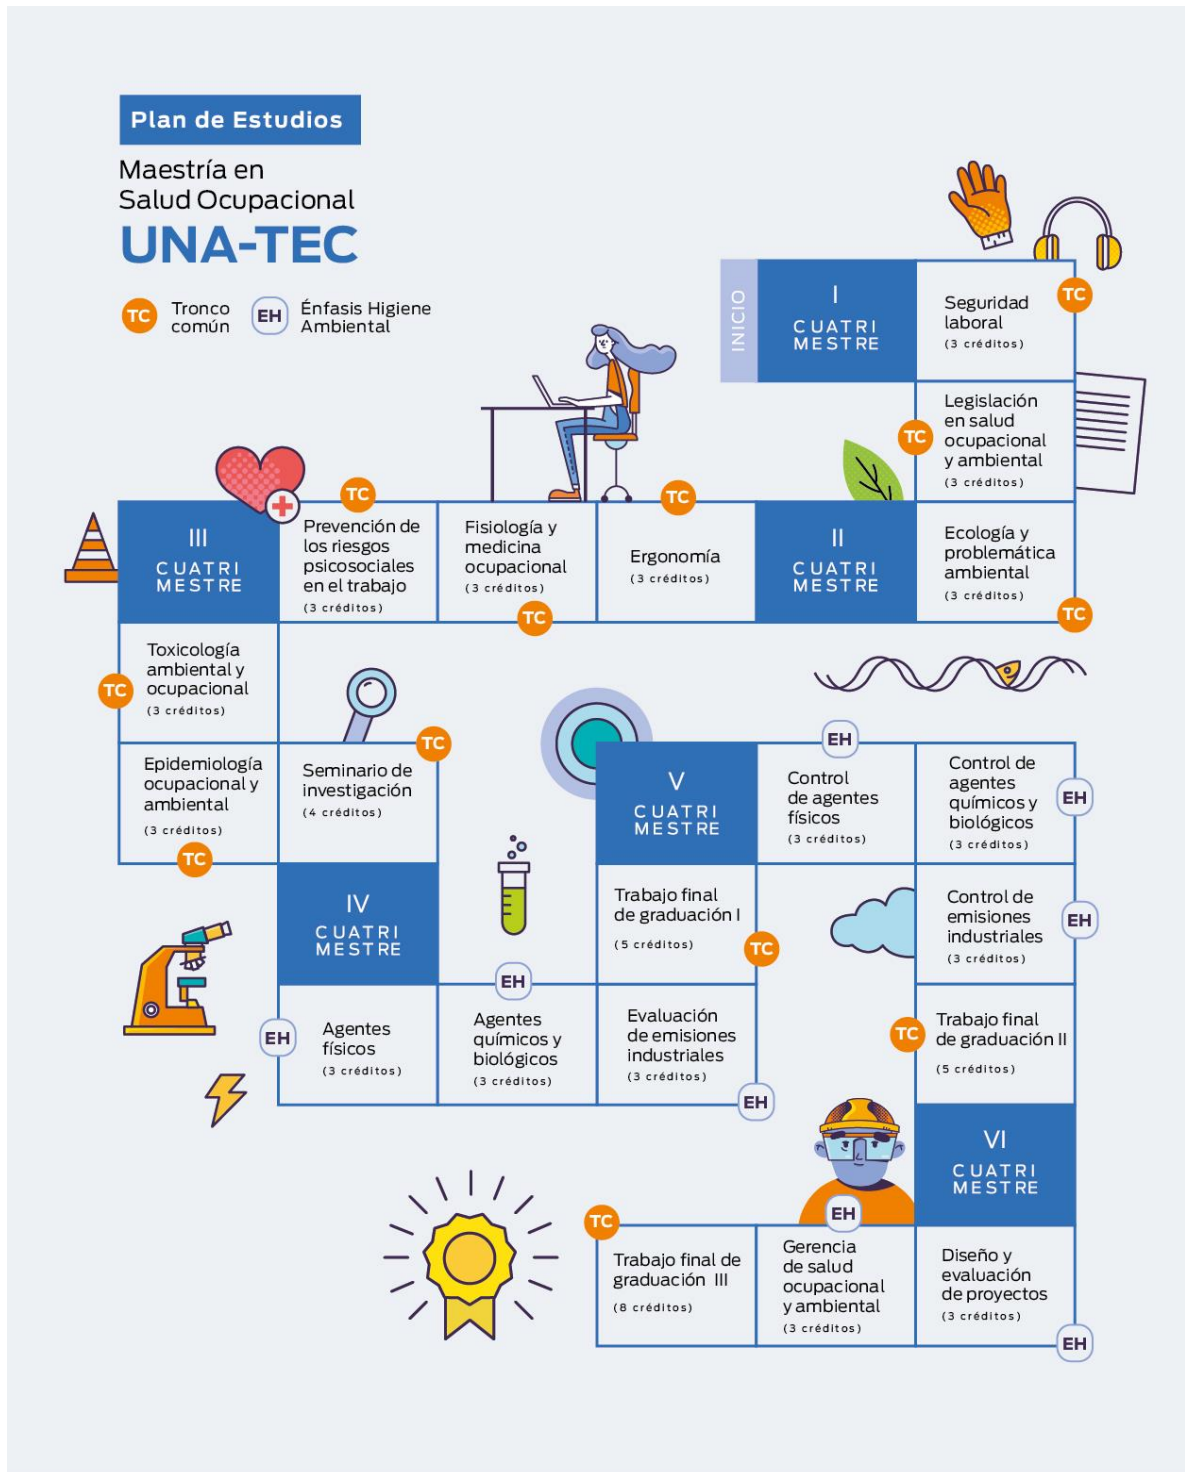 Plan de Estudios
Maestría en
Salud Ocupacional
UNA-TEC
TC
Tronco
común
EH
Énfasis Higiene
Ambiental
INICIO
I
CUATRI
MESTRE
Seguridad
laboral
(3 créditos)
TC
Legislación
en salud
ocupacional
y ambiental
(3 créditos)
TC
Ecología y
problemática
ambiental
(3 créditos)
TC
II
CUATRI
MESTRE
Ergonomía
(3 créditos)
TC
Fisiología y
medicina
ocupacional
(3 créditos)
TC
Prevención de
los riesgos
psicosociales
en el trabajo
(3 créditos)
TC
III
CUATRI
MESTRE
Toxicología
ambiental y
ocupacional
(3 créditos)
TC
Epidemiología
ocupacional y
ambiental
(3 créditos)
TC
Seminario de
investigación
(4 créditos)
TC
IV
CUATRI
MESTRE
Agentes
físicos
(3 créditos)
EH
Agentes
químicos y
biológicos
(3 créditos)
EH
Evaluación
de emisiones
industriales
(3 créditos)
EH
Trabajo final
de graduación I
(5 créditos)
TC
V
CUATRI
MESTRE
Control
de agentes
físicos
(3 créditos)
EH
Control de
agentes
químicos y
biológicos
(3 créditos)
EH
Control de
emisiones
industriales
(3 créditos)
EH
Trabajo final
de graduación II
(5 créditos)
TC
VI
CUATRI
MESTRE
Diseño y
evaluación
de proyectos
(3 créditos)
EH
Gerencia
de salud
ocupacional
y ambiental
(3 créditos)
EH
Trabajo final de
graduación III
(8 créditos)
TC